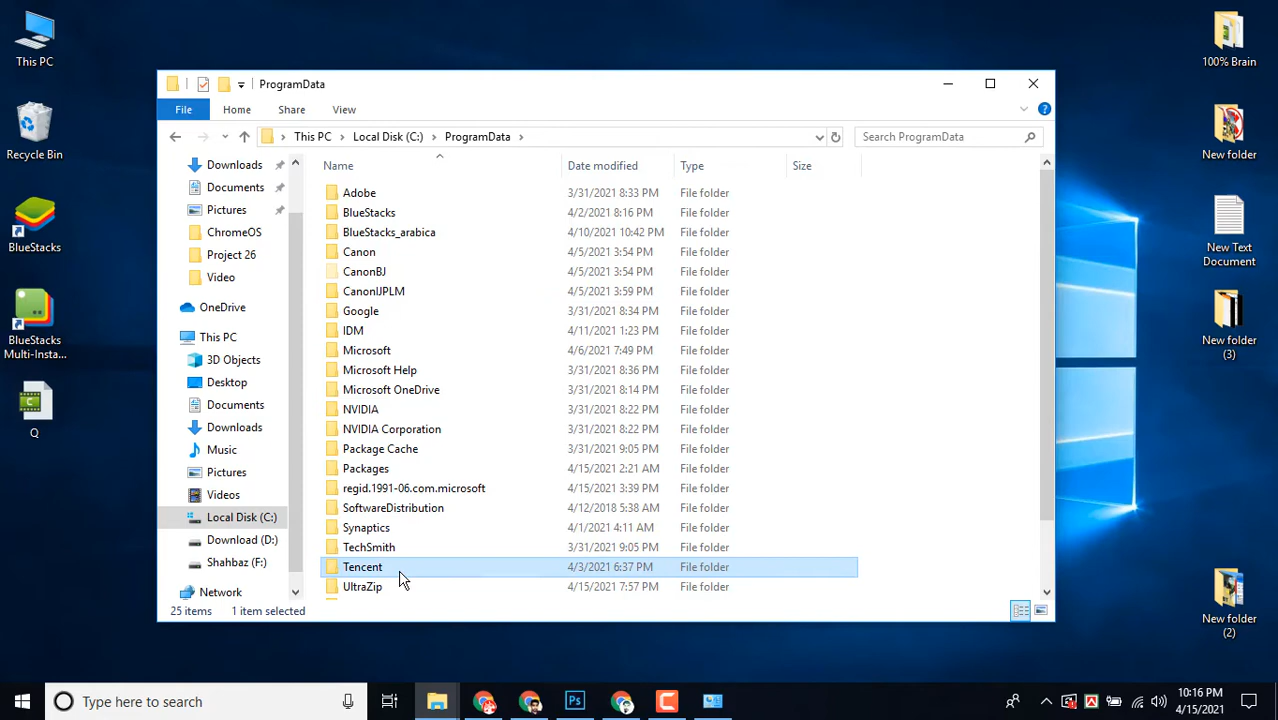 This PC
Recycle Bin
BlueStacks
BlueStacks
Multi-Insta...
Q
ProgramData
File
Home
Share
View
This PC
Local Disk (C:)
ProgramData
Search ProgramData
Downloads
Documents
Pictures
ChromeOS
Project 26
Video
OneDrive
This PC
3D Objects
Desktop
Documents
Downloads
Music
Pictures
Videos
Local Disk (C:)
Download (D:)
Shahbaz (F:)
Network
Name Date modified Type Size
Adobe 3/31/2021 8:33 PM File folder
BlueStacks 4/2/2021 8:16 PM File folder
BlueStacks_arabica 4/10/2021 10:42 PM File folder
Canon 4/5/2021 3:54 PM File folder
CanonBJ 4/5/2021 3:54 PM File folder
CanonIJPLM 4/5/2021 3:59 PM File folder
Google 3/31/2021 8:34 PM File folder
IDM 4/11/2021 1:23 PM File folder
Microsoft 4/6/2021 7:49 PM File folder
Microsoft Help 3/31/2021 8:36 PM File folder
Microsoft OneDrive 3/31/2021 8:14 PM File folder
NVIDIA 3/31/2021 8:22 PM File folder
NVIDIA Corporation 3/31/2021 8:22 PM File folder
Package Cache 3/31/2021 9:05 PM File folder
Packages 4/15/2021 2:21 AM File folder
regid.1991-06.com.microsoft 4/15/2021 3:39 PM File folder
SoftwareDistribution 4/12/2018 5:38 AM File folder
Synaptics 4/1/2021 4:11 AM File folder
TechSmith 3/31/2021 9:05 PM File folder
Tencent 4/3/2021 6:37 PM File folder
UltraZip 4/15/2021 7:57 PM File folder
25 items 1 item selected
100% Brain
New folder
New Text
Document
New folder
(3)
New folder
(2)
Type here to search
Ps
10:16 PM
4/15/2021